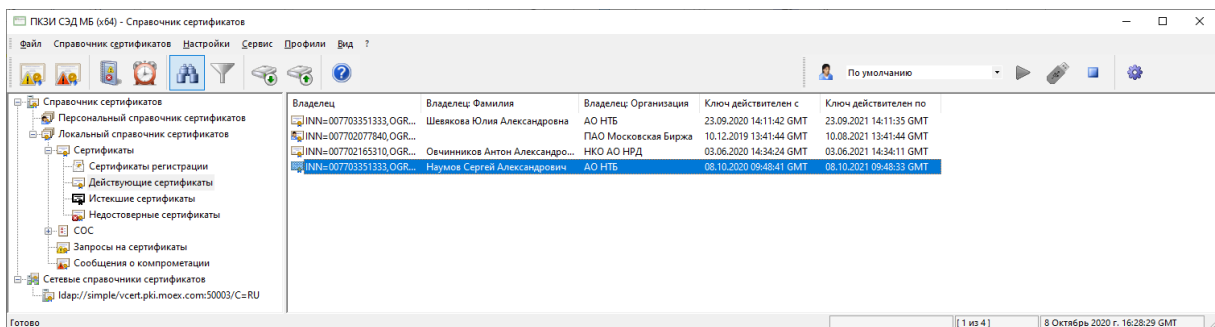 ПКЗИ СЭД МБ (x64) - Справочник сертификатов
Файл Справочник сертификатов Настройки Сервис Профили Вид ?
По умолчанию
Справочник сертификатов
Персональный справочник сертификатов
Локальный справочник сертификатов
Сертификаты
Сертификаты регистрации
Действующие сертификаты
Истекшие сертификаты
Недостоверные сертификаты
СОС
Запросы на сертификаты
Сообщения о компрометации
Сетевые справочники сертификатов
ldap://simple/vcert.pki.moex.com:50003/C=RU
Владелец Владелец: Фамилия Владелец: Организация Ключ действителен с Ключ действителен по
INN=007703351333,OGR... Шевякова Юлия Александровна АО НТБ 23.09.2020 14:11:42 GMT 23.09.2021 14:11:35 GMT
INN=007702077840,OGR... ПАО Московская Биржа 10.12.2019 13:41:44 GMT 10.08.2021 13:41:44 GMT
INN=007702165310,OGR... Овчинников Антон Александро... НКО АО НРД 03.06.2020 14:34:24 GMT 03.06.2021 14:34:11 GMT
INN=007703351333,OGR... Наумов Сергей Александрович АО НТБ 08.10.2020 09:48:41 GMT 08.10.2021 09:48:33 GMT
Готово
[ 1 из 4 ]
8 Октябрь 2020 г. 16:28:29 GMT